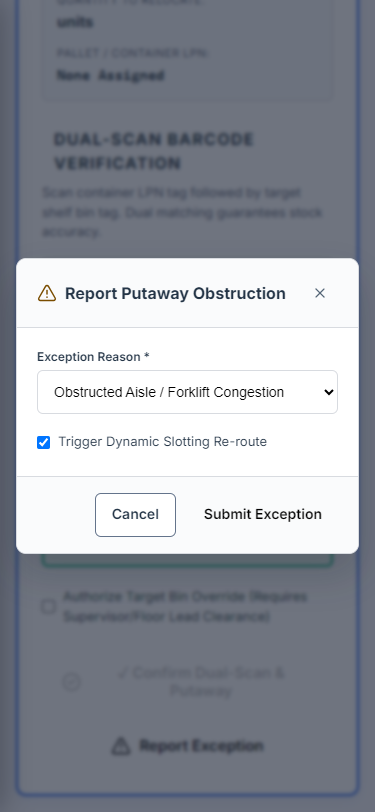 QUANTITY TO RELOCATE:
units
PALLET / CONTAINER LPN:
None Assigned
DUAL-SCAN BARCODE
VERIFICATION
Scan container LPN tag followed by target
shelf bin tag. Dual matching guarantees stock
accuracy.
Report Putaway Obstruction
Exception Reason *
Obstructed Aisle / Forklift Congestion
Trigger Dynamic Slotting Re-route
Cancel
Submit Exception
Authorize Target Bin Override (Requires
Supervisor/Floor Lead Clearance)
✓ Confirm Dual-Scan &
Putaway
Report Exception